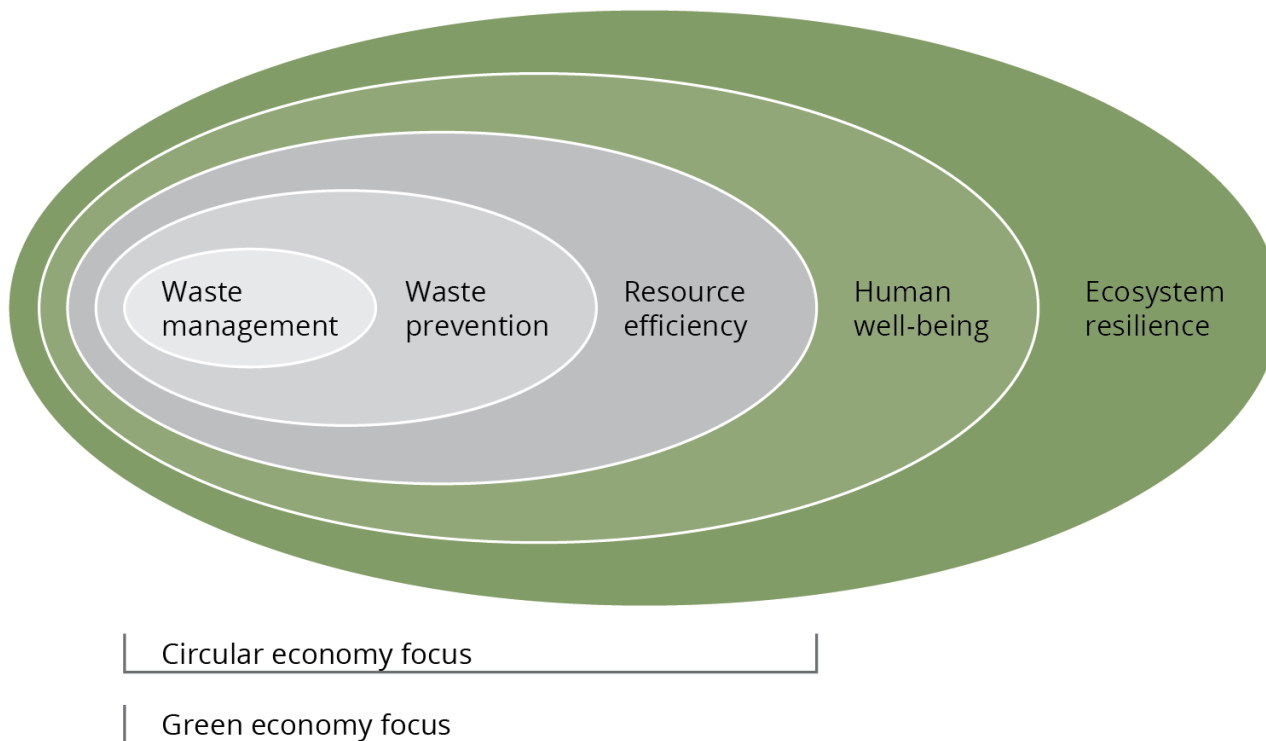 Waste
management
Waste
prevention
Resource
efficiency
Human
well-being
Ecosystem
resilience
Circular economy focus
Green economy focus